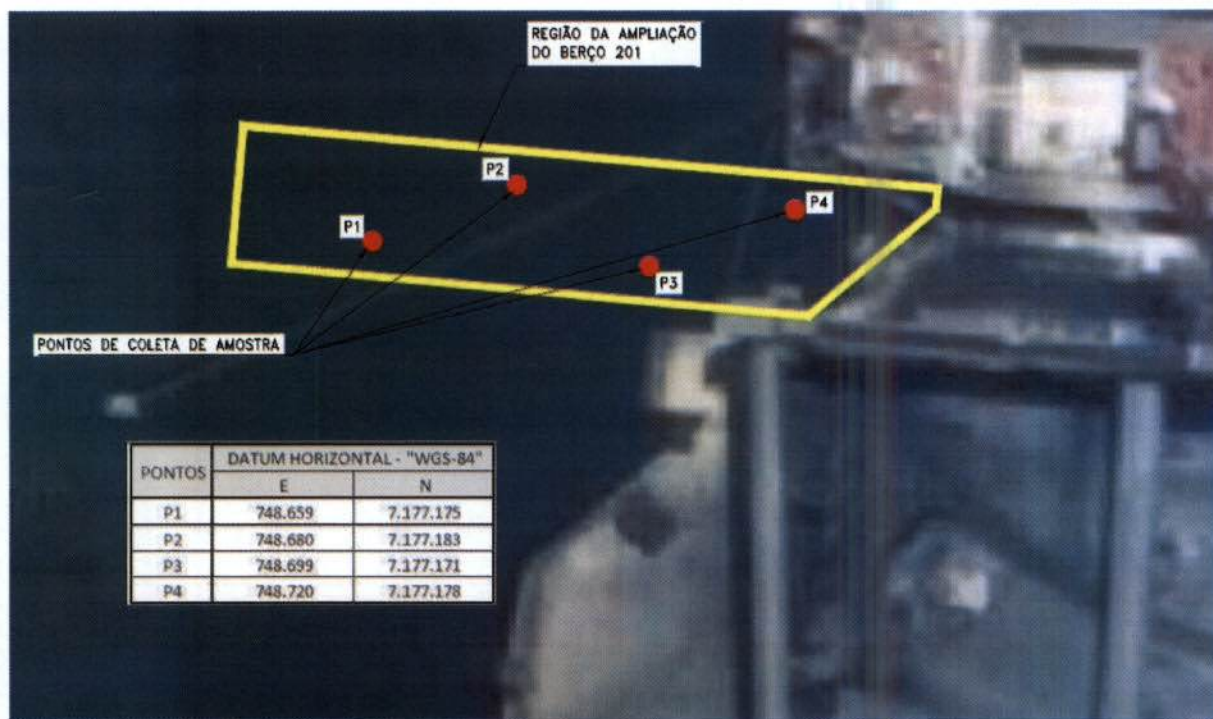 REGIÃO DA AMPLIAÇÃO
DO BERÇO 201
P2
P4
P1
P3
PONTOS DE COLETA DE AMOSTRA
PONTOS DATUM HORIZONTAL - "WGS-84"
E N
P1 748.659 7.177.175
P2 748.680 7.177.183
P3 748.699 7.177.171
P4 748.720 7.177.178